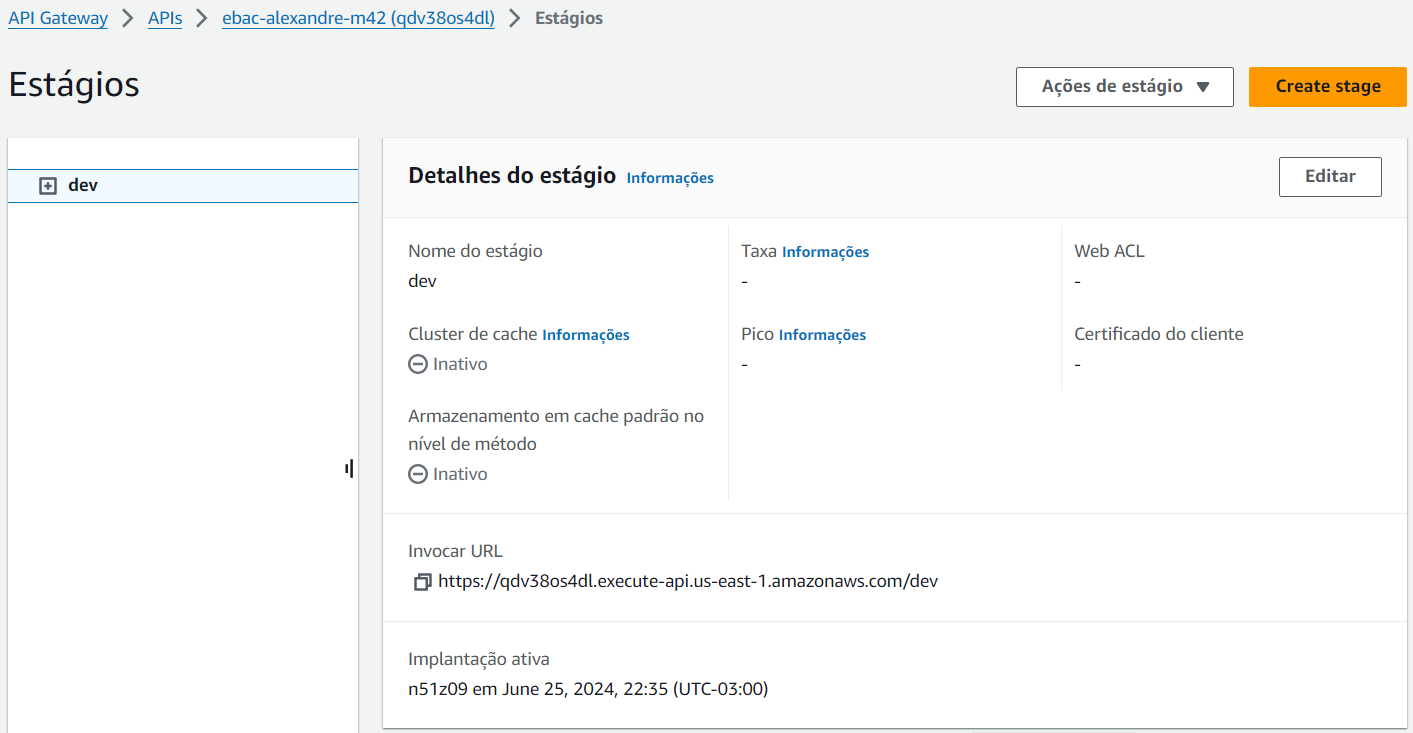 API Gateway > APIs > ebac-alexandre-m42 (qdv38os4dl) > Estágios
Estágios
Ações de estágio ▼
Create stage
dev
Detalhes do estágio Informações
Editar
Nome do estágio
dev
Taxa Informações
-
Web ACL
-
Cluster de cache Informações
Inativo
Pico Informações
-
Certificado do cliente
-
Armazenamento em cache padrão no
nível de método
Inativo
Invocar URL
https://qdv38os4dl.execute-api.us-east-1.amazonaws.com/dev
Implantação ativa
n51z09 em June 25, 2024, 22:35 (UTC-03:00)